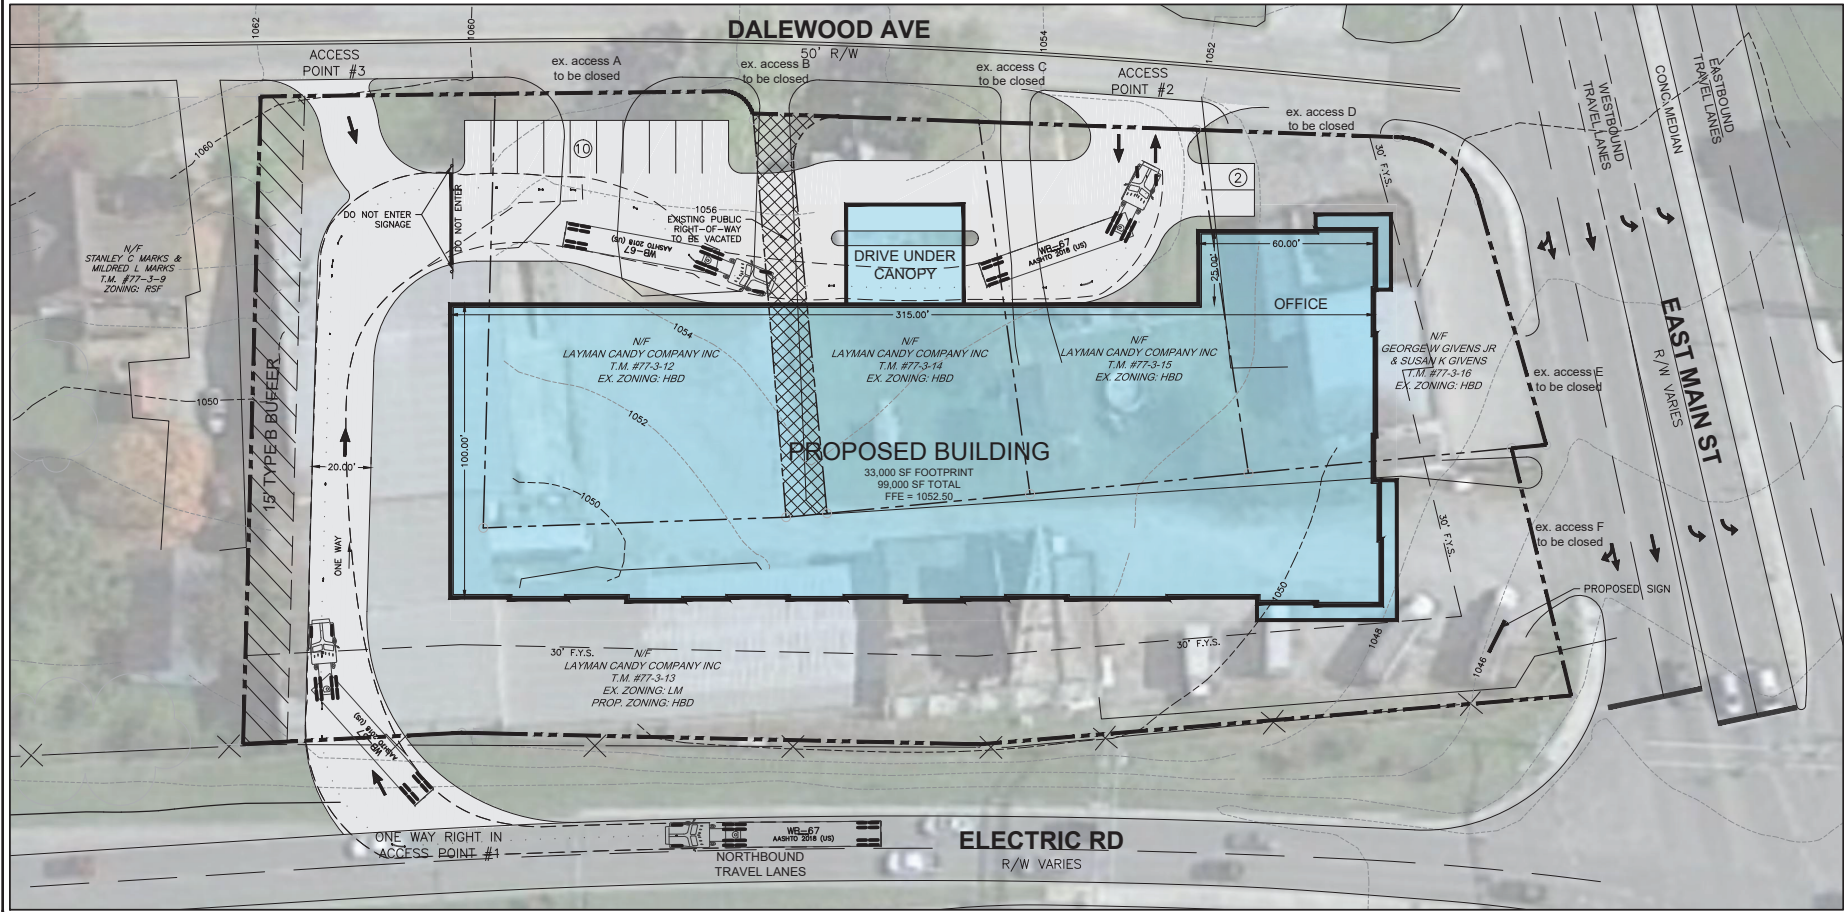 DALEWOOD AVE
50' R/W
1062
1060
1054
1052
ACCESS
POINT #3
ex. access A
to be closed
ex. access B
to be closed
ex. access C
to be closed
ACCESS
POINT #2
ex. access D
to be closed
WESTBOUND
TRAVEL LANES
CONC. MEDIAN
EASTBOUND
TRAVEL LANES
1060
10
2
30' F.Y.S.
DO NOT ENTER
SIGNAGE
DO NOT ENTER
1056
EXISTING PUBLIC
RIGHT-OF-WAY
TO BE VACATED
WB-67
AASHTO 2018 (US)
WB-67
AASHTO 2018 (US)
N/F
STANLEY C MARKS &
MILDRED L MARKS
T.M. #77-3-9
ZONING: RSF
DRIVE UNDER
CANOPY
60.00'
25.00'
OFFICE
315.00'
1054
N/F
LAYMAN CANDY COMPANY INC
T.M. #77-3-12
EX. ZONING: HBD
N/F
LAYMAN CANDY COMPANY INC
T.M. #77-3-14
EX. ZONING: HBD
N/F
LAYMAN CANDY COMPANY INC
T.M. #77-3-15
EX. ZONING: HBD
N/F
GEORGE W GIVENS JR
& SUSAN K GIVENS
T.M. #77-3-16
EX. ZONING: HBD
ex. access E
to be closed
EAST MAIN ST
R/W VARIES
1050
15' TYPE B BUFFER
20.00'
100.00'
1052
1050
PROPOSED BUILDING
33,000 SF FOOTPRINT
99,000 SF TOTAL
FFE = 1052.50
ONE WAY
30' F.Y.S.
ex. access F
to be closed
PROPOSED SIGN
1050
1048
1046
30' F.Y.S.
30' F.Y.S.
N/F
LAYMAN CANDY COMPANY INC
T.M. #77-3-13
EX. ZONING: LM
PROP. ZONING: HBD
WB-67
AASHTO 2018 (US)
ONE WAY RIGHT IN
ACCESS POINT #1
WB-67
AASHTO 2018 (US)
NORTHBOUND
TRAVEL LANES
ELECTRIC RD
R/W VARIES